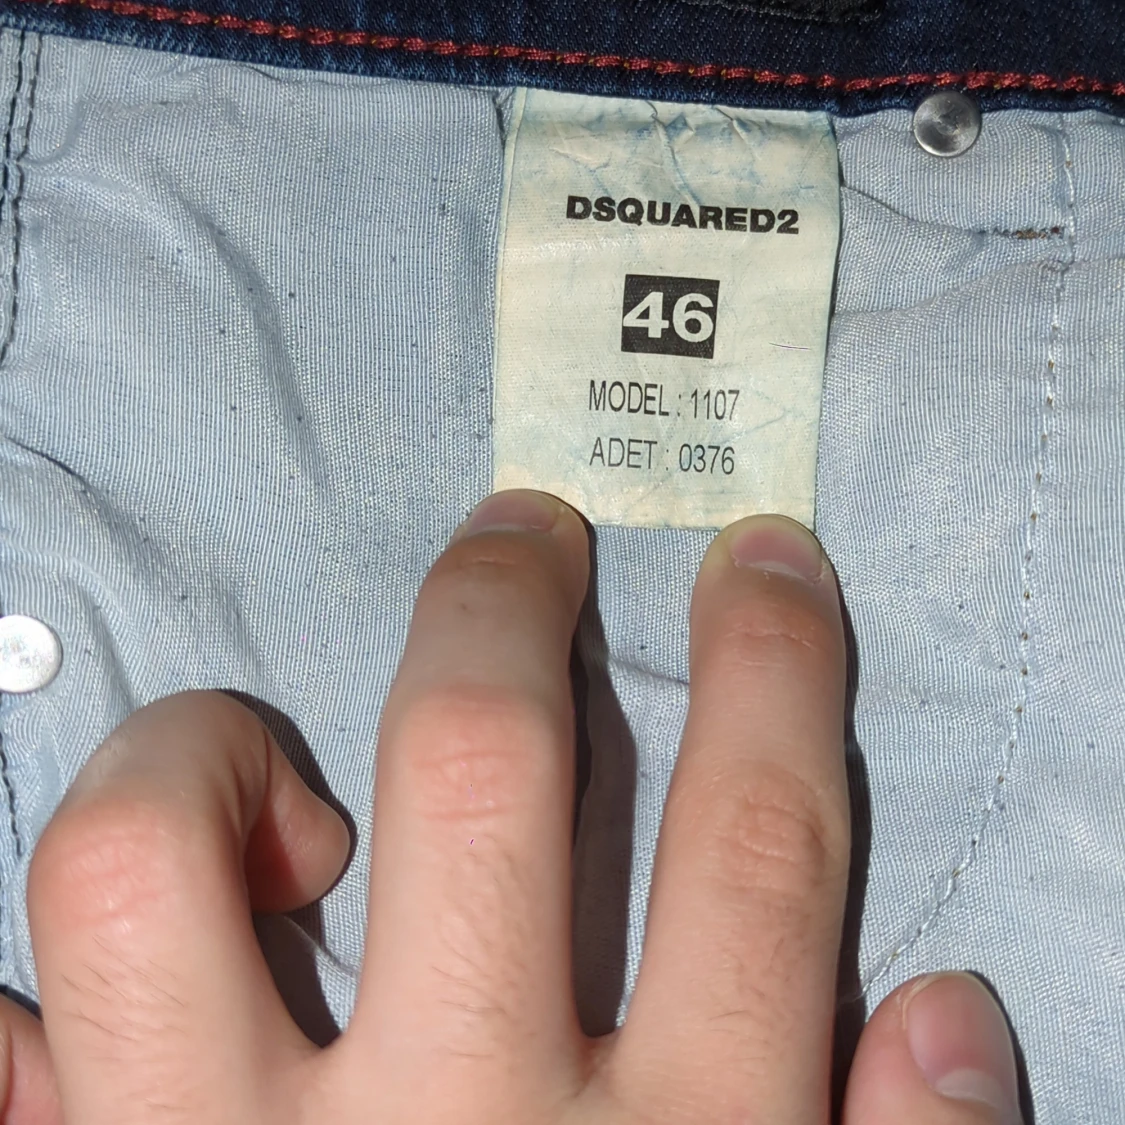 DSQUARED2
46
MODEL : 1107
ADET : 0376